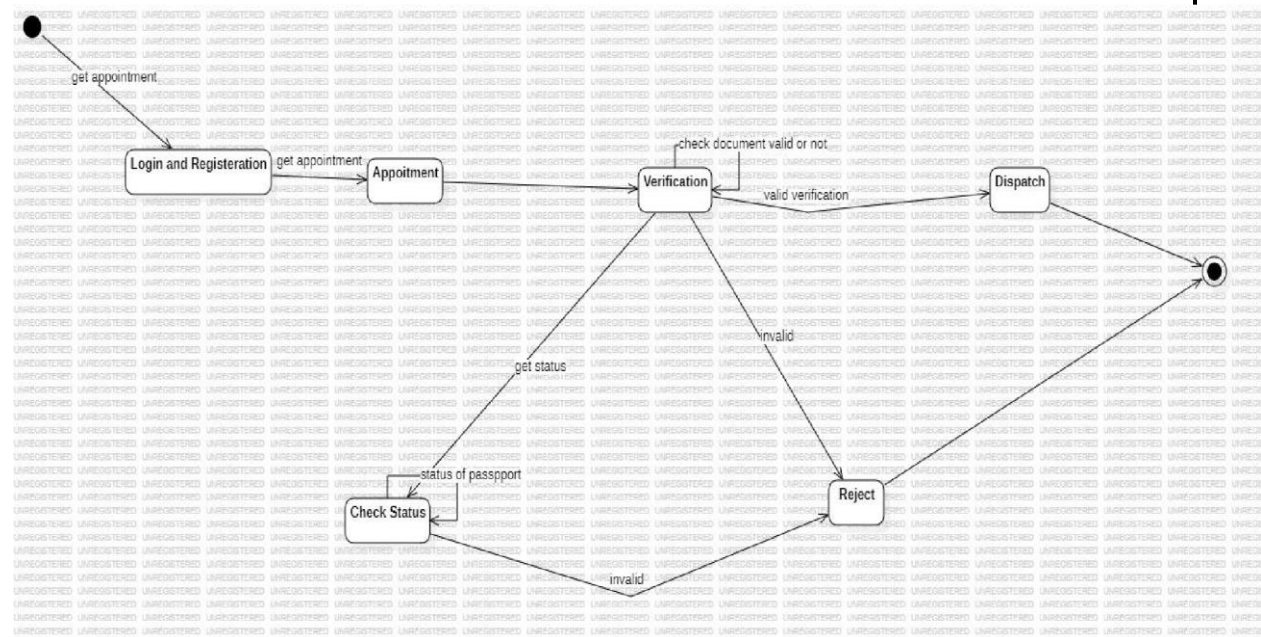 get appointment
Login and Registeration
get appointment
Appoitment
check document valid or not
Verification
valid verification
Dispatch
invalid
get status
status of passpport
Check Status
Reject
invalid
UNREGISTERED